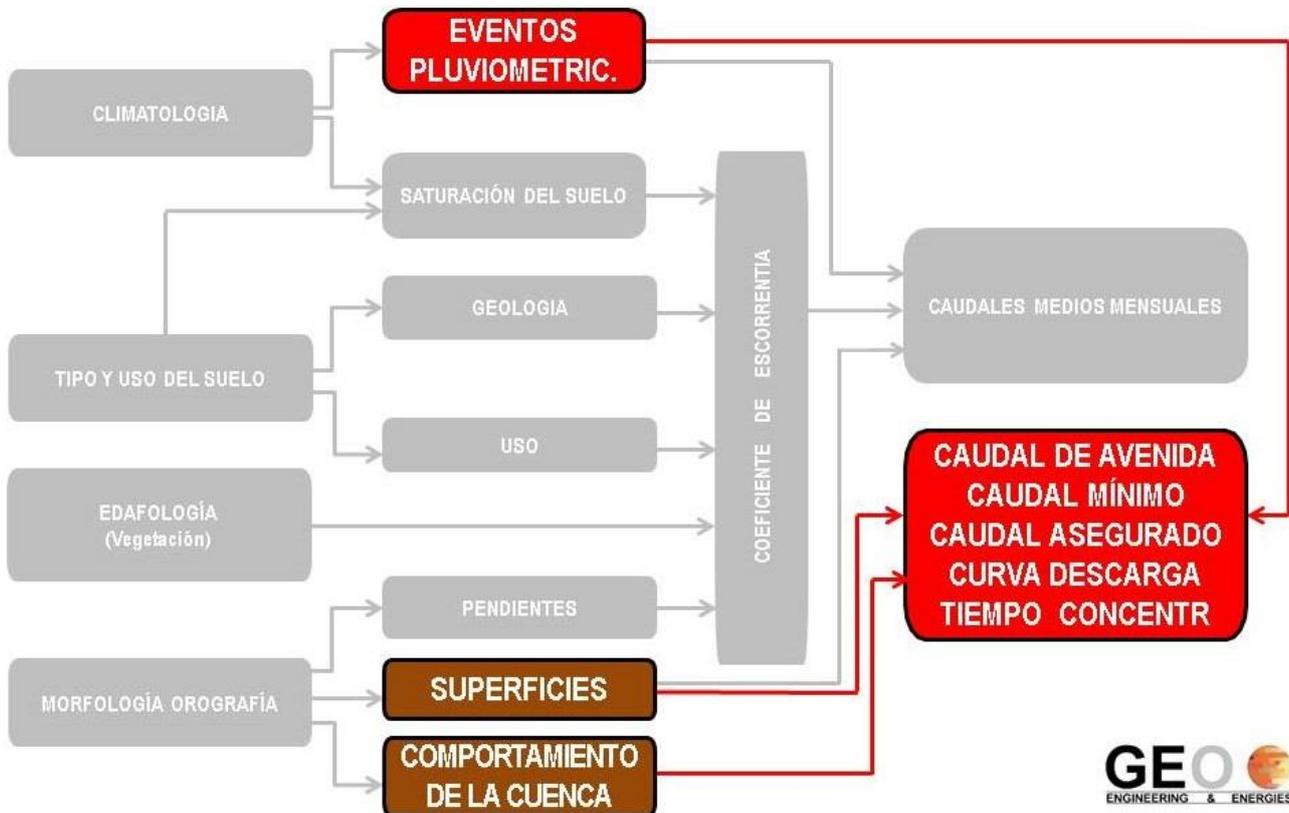 EVENTOS
PLUVIOMETRIC.
CLIMATOLOGIA
SATURACIÓN DEL SUELO
GEOLOGIA
TIPO Y USO DEL SUELO
USO
EDAFOLOGÍA
(Vegetación)
PENDIENTES
MORFOLOGÍA OROGRAFÍA
SUPERFICIES
COMPORTAMIENTO
DE LA CUENCA
COEFICIENTE DE ESCORRENTIA
CAUDALES MEDIOS MENSUALES
CAUDAL DE AVENIDA
CAUDAL MÍNIMO
CAUDAL ASEGURADO
CURVA DESCARGA
TIEMPO CONCENTR
GEO
ENGINEERING & ENERGIES